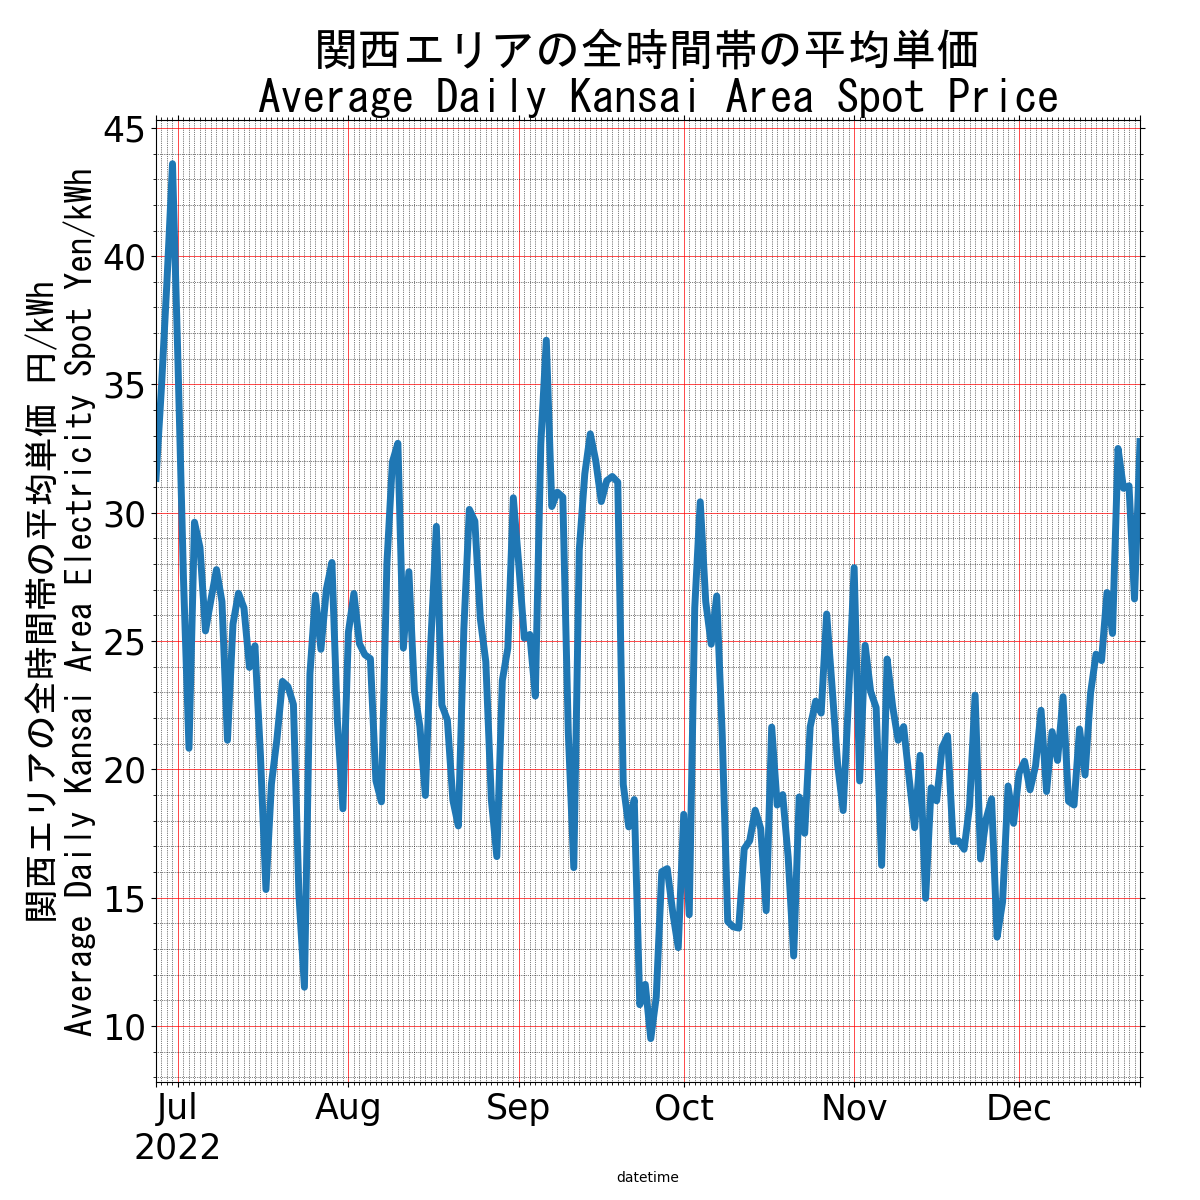 関西エリアの全時間帯の平均単価
Average Daily Kansai Area Spot Price
関西エリアの全時間帯の平均単価 円/kWh
Average Daily Kansai Area Electricity Spot Yen/kWh
45
40
35
30
25
20
15
10
Jul
2022
Aug
Sep
Oct
Nov
Dec
datetime